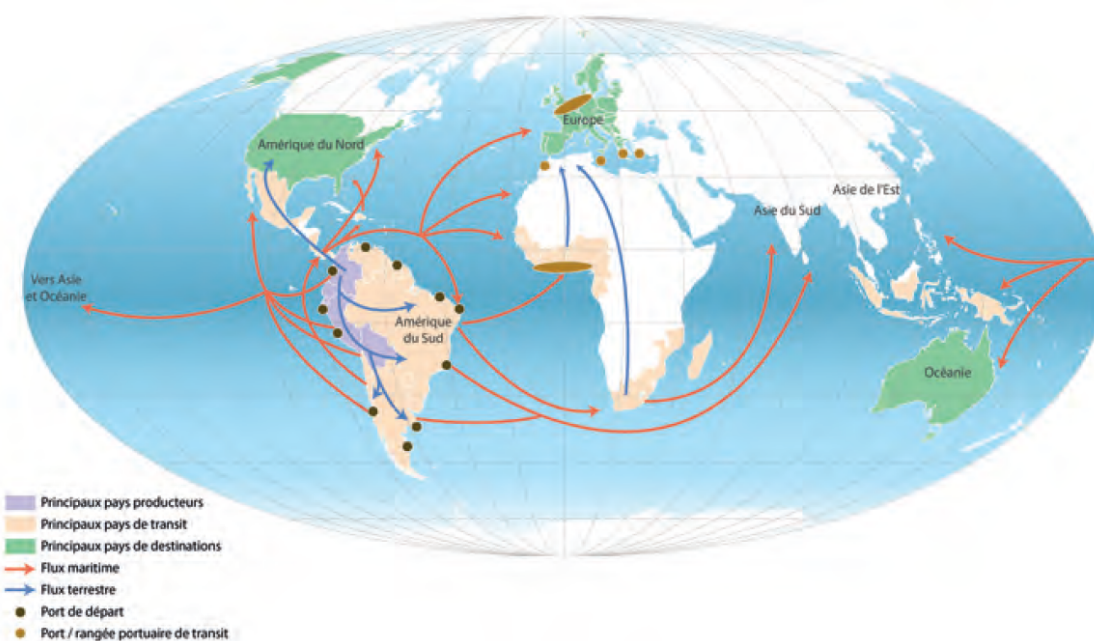 Amérique du Nord
Europe
Asie de l'Est
Asie du Sud
Vers Asie
et Océanie
Amérique
du Sud
Océanie
Principaux pays producteurs
Principaux pays de transit
Principaux pays de destinations
Flux maritime
Flux terrestre
Port de départ
Port / rangée portuaire de transit